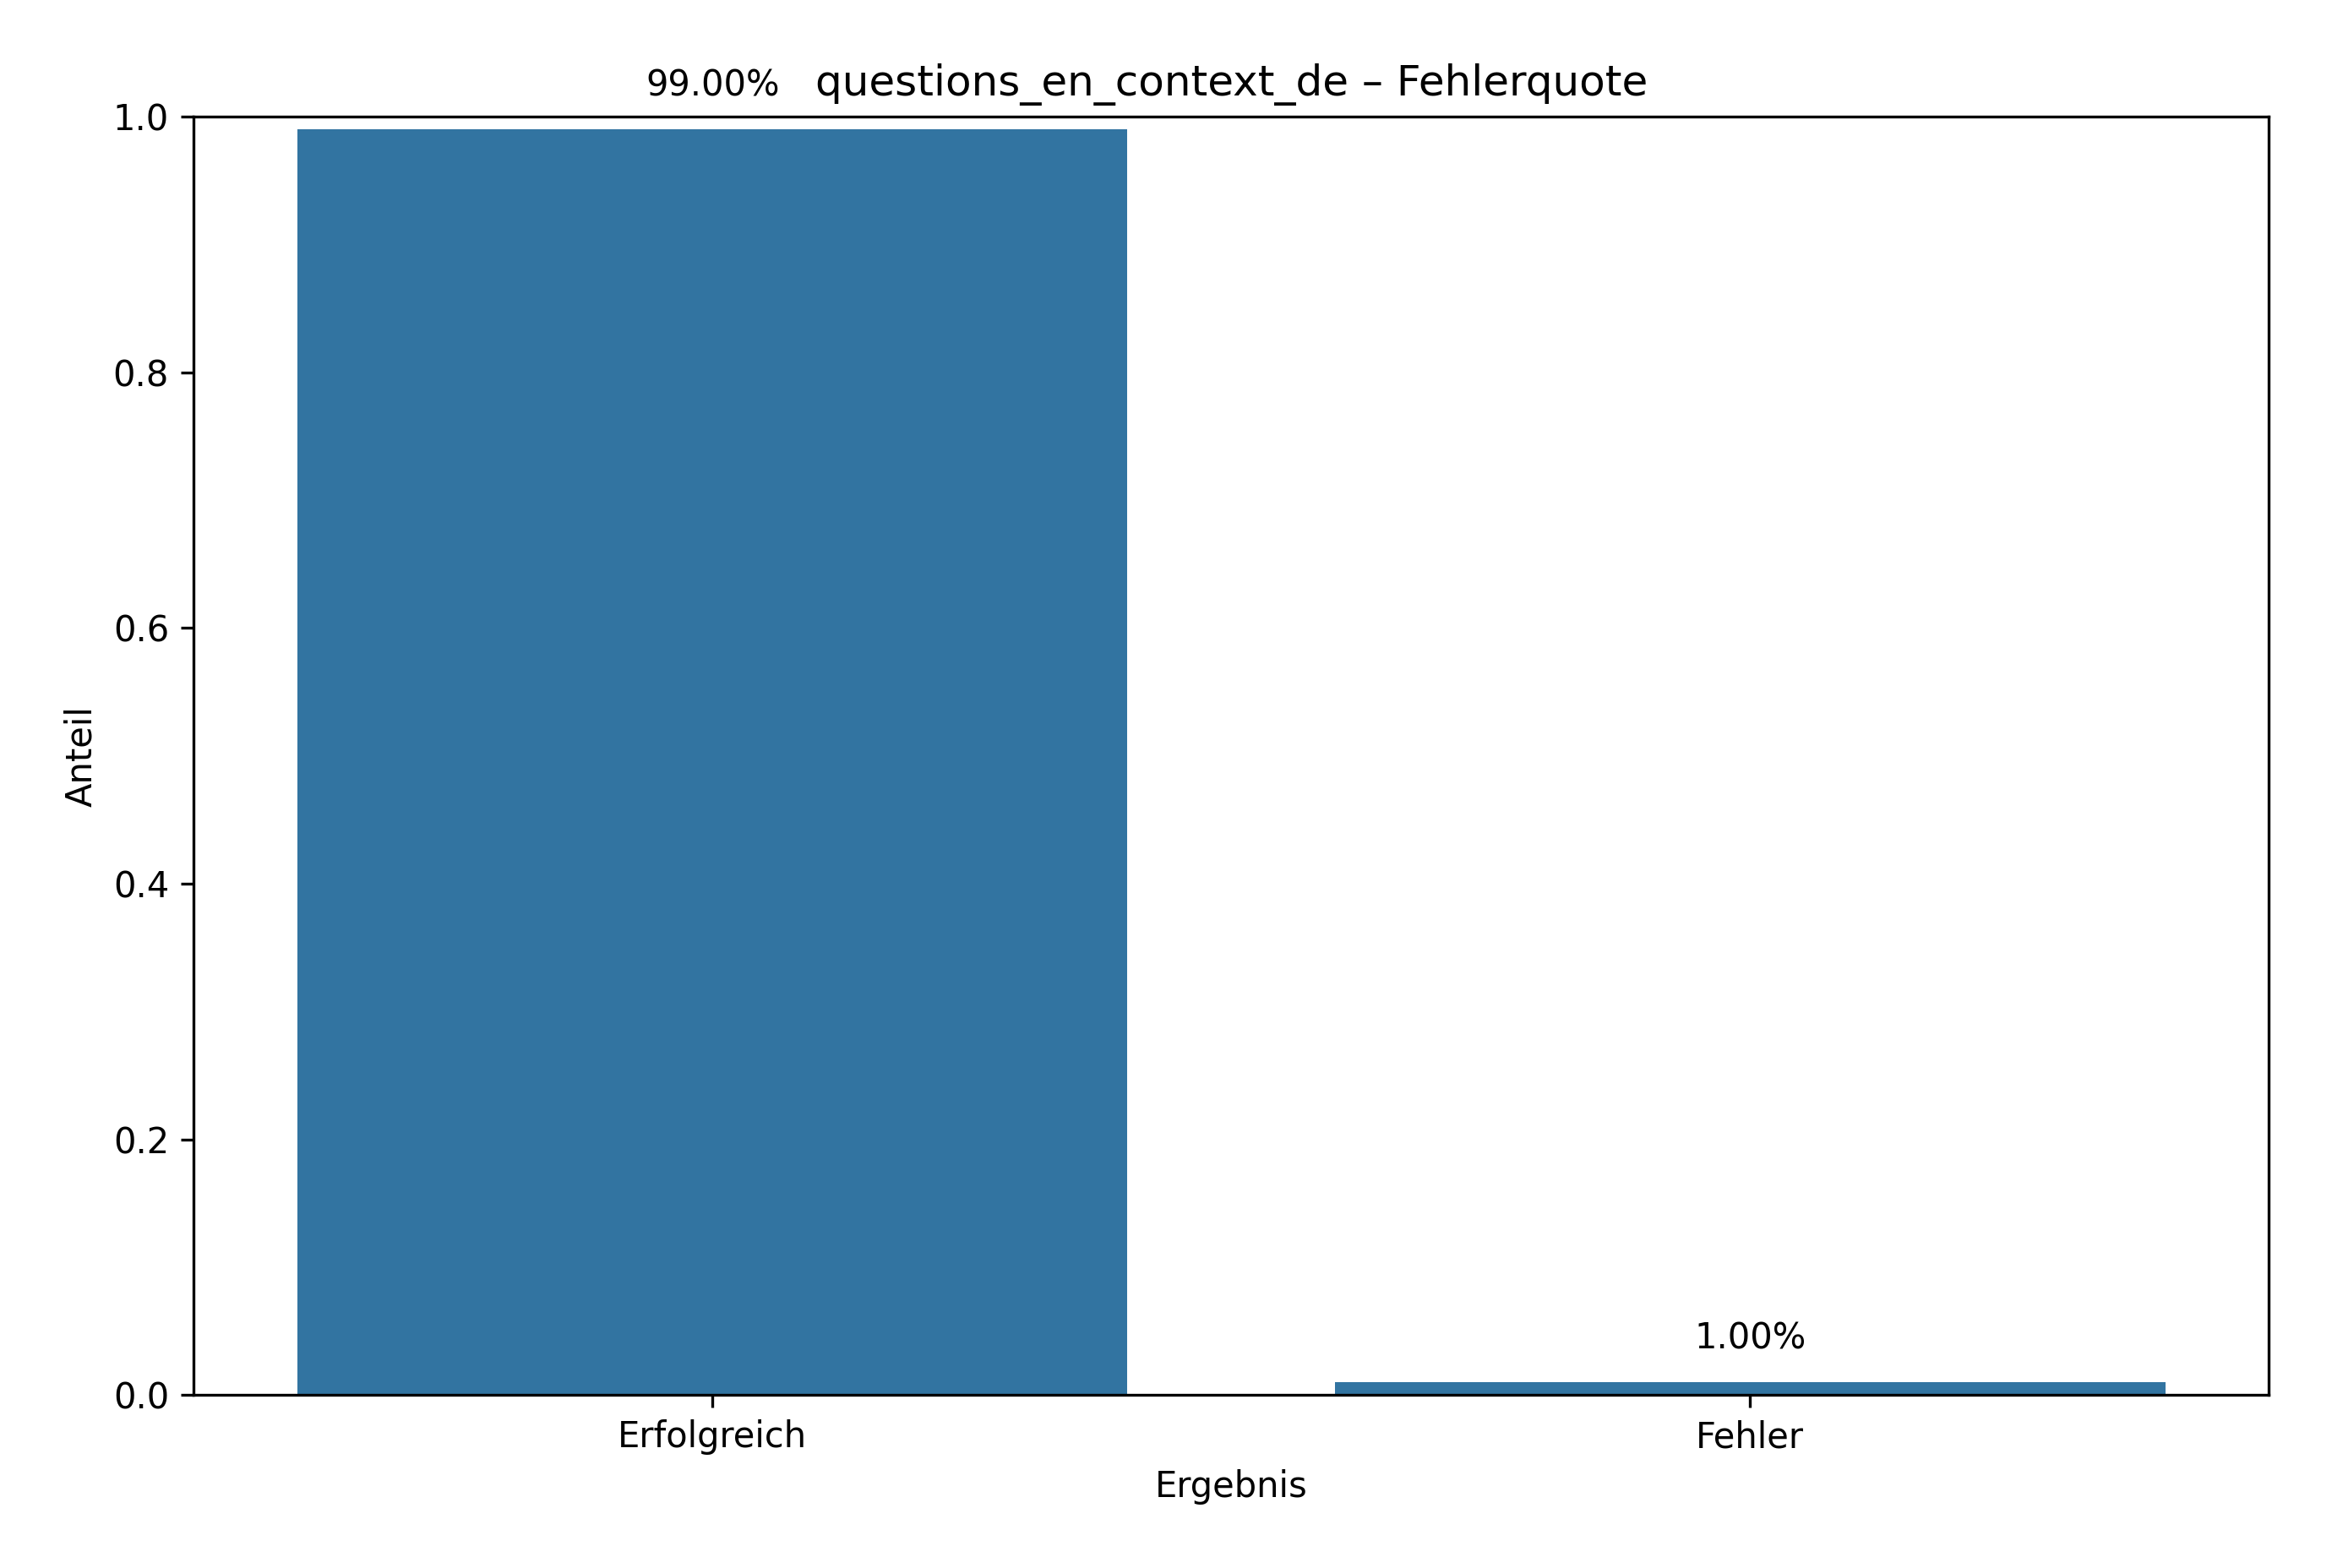 99.00%
questions_en_context_de – Fehlerquote
1.0
0.8
0.6
0.4
0.2
0.0
Anteil
1.00%
Erfolgreich
Fehler
Ergebnis